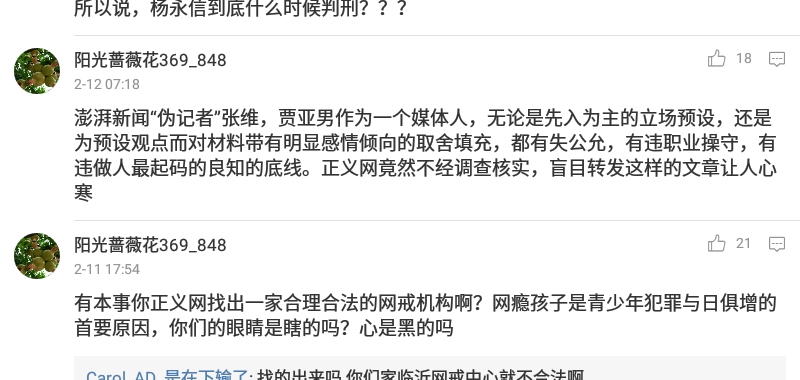 所以说，杨永信到底什么时候判刑？？？
阳光蔷薇花369_848
18
2-12 07:18
澎湃新闻“伪记者”张维，贾亚男作为一个媒体人，无论是先入为主的立场预设，还是
为预设观点而对材料带有明显感情倾向的取舍填充，都有失公允，有违职业操守，有
违做人最起码的良知的底线。正义网竟然不经调查核实，盲目转发这样的文章让人心
寒
阳光蔷薇花369_848
21
2-11 17:54
有本事你正义网找出一家合理合法的网戒机构啊？网瘾孩子是青少年犯罪与日俱增的
首要原因，你们的眼睛是瞎的吗？心是黑的吗
Carol_AD_是在下输了: 找的出来吗 你们家临沂网戒中心就不合法啊